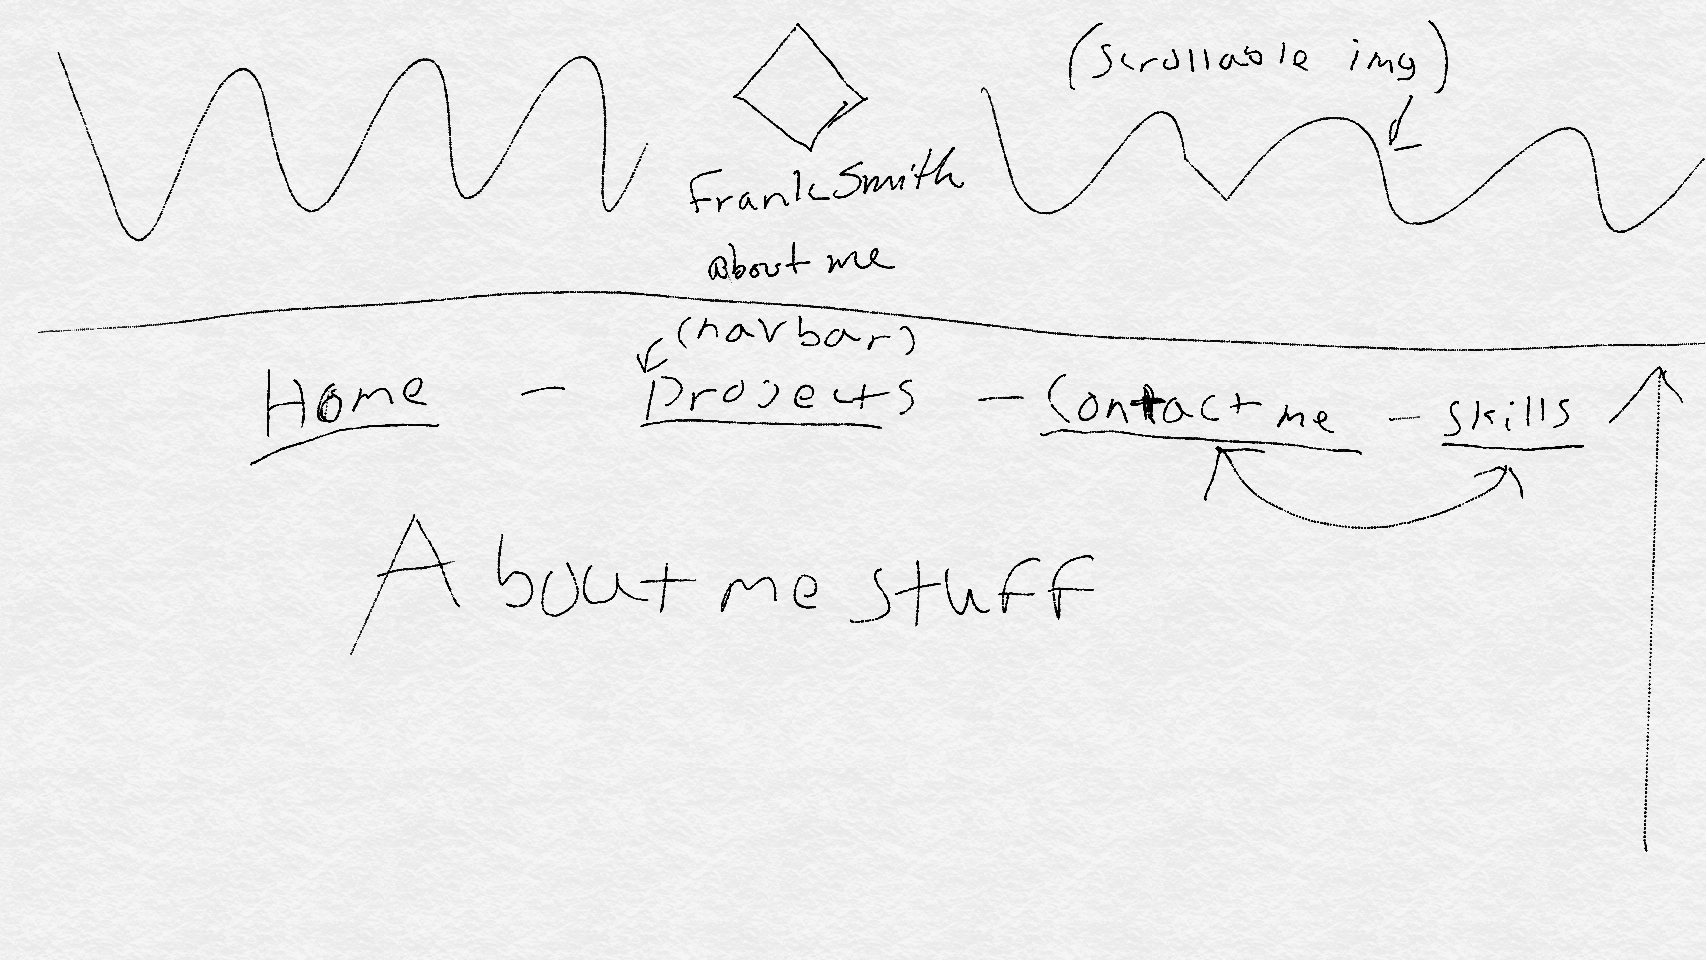 (scrollable img)
Frank Smith
about me
(navbar)
Home - Projects - Contact me - skills
About me stuff